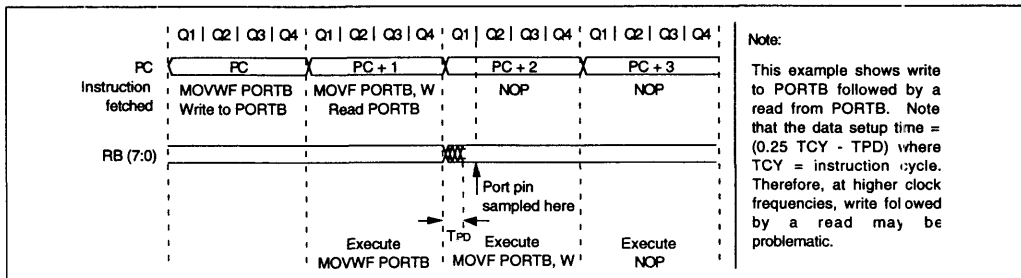 Q1 | Q2 | Q3 | Q4 Q1 | Q2 | Q3 | Q4 Q1 | Q2 | Q3 | Q4 Q1 | Q2 | Q3 | Q4
PC PC PC + 1 PC + 2 PC + 3
Instruction fetched
MOVWF PORTB
Write to PORTB
MOVF PORTB, W
Read PORTB
NOP
NOP
RB (7:0)
Port pin
sampled here
TPD
Execute
MOVWF PORTB
Execute
MOVF PORTB, W
Execute
NOP
Note:
This example shows write
to PORTB followed by a
read from PORTB. Note
that the data setup time =
(0.25 TCY - TPD) where
TCY = instruction cycle.
Therefore, at higher clock
frequencies, write followed
by a read may be
problematic.